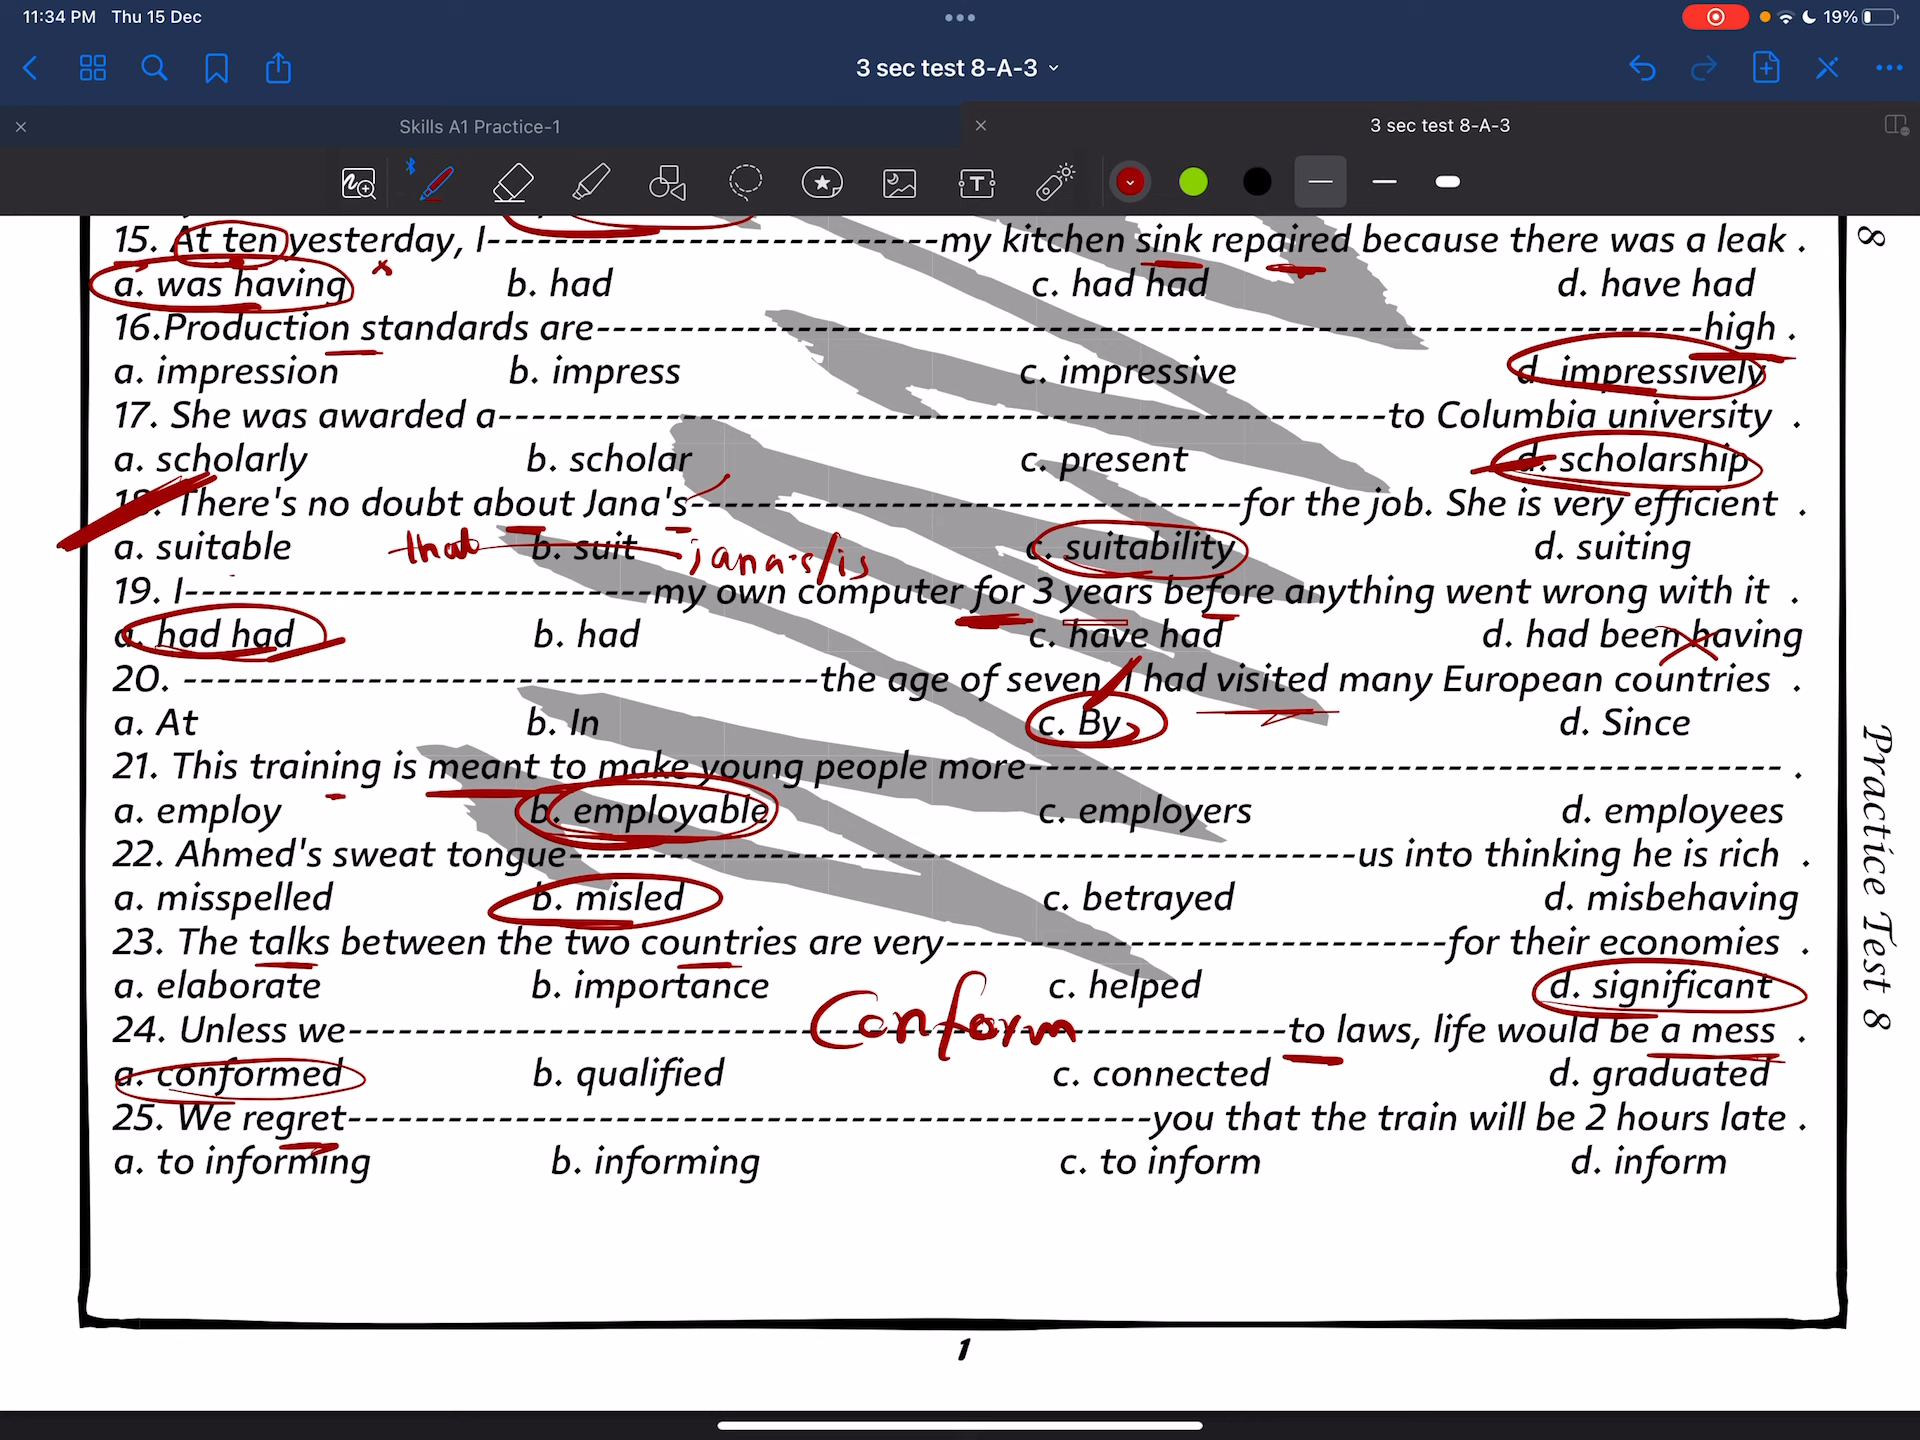 11:34 PM Thu 15 Dec
19%
3 sec test 8-A-3
Skills A1 Practice-1
3 sec test 8-A-3
15. At ten yesterday, I---------------------------my kitchen sink repaired because there was a leak .
a. was having b. had c. had had d. have had
16.Production standards are---------------------------high .
a. impression b. impress c. impressive d. impressively
17. She was awarded a---------------------------to Columbia university .
a. scholarly b. scholar c. present d. scholarship
18. There's no doubt about Jana's---------------------------for the job. She is very efficient .
a. suitable b. suit c. suitability d. suiting
that jana's/is
19. I---------------------------my own computer for 3 years before anything went wrong with it .
a. had had b. had c. have had d. had been having
20. ---------------------------the age of seven, I had visited many European countries .
a. At b. In c. By d. Since
21. This training is meant to make young people more--------------------------- .
a. employ b. employable c. employers d. employees
22. Ahmed's sweat tongue---------------------------us into thinking he is rich .
a. misspelled b. misled c. betrayed d. misbehaving
23. The talks between the two countries are very---------------------------for their economies .
a. elaborate b. importance c. helped d. significant
Conform
24. Unless we---------------------------to laws, life would be a mess .
a. conformed b. qualified c. connected d. graduated
25. We regret---------------------------you that the train will be 2 hours late .
a. to informing b. informing c. to inform d. inform
1
8
Practice Test 8